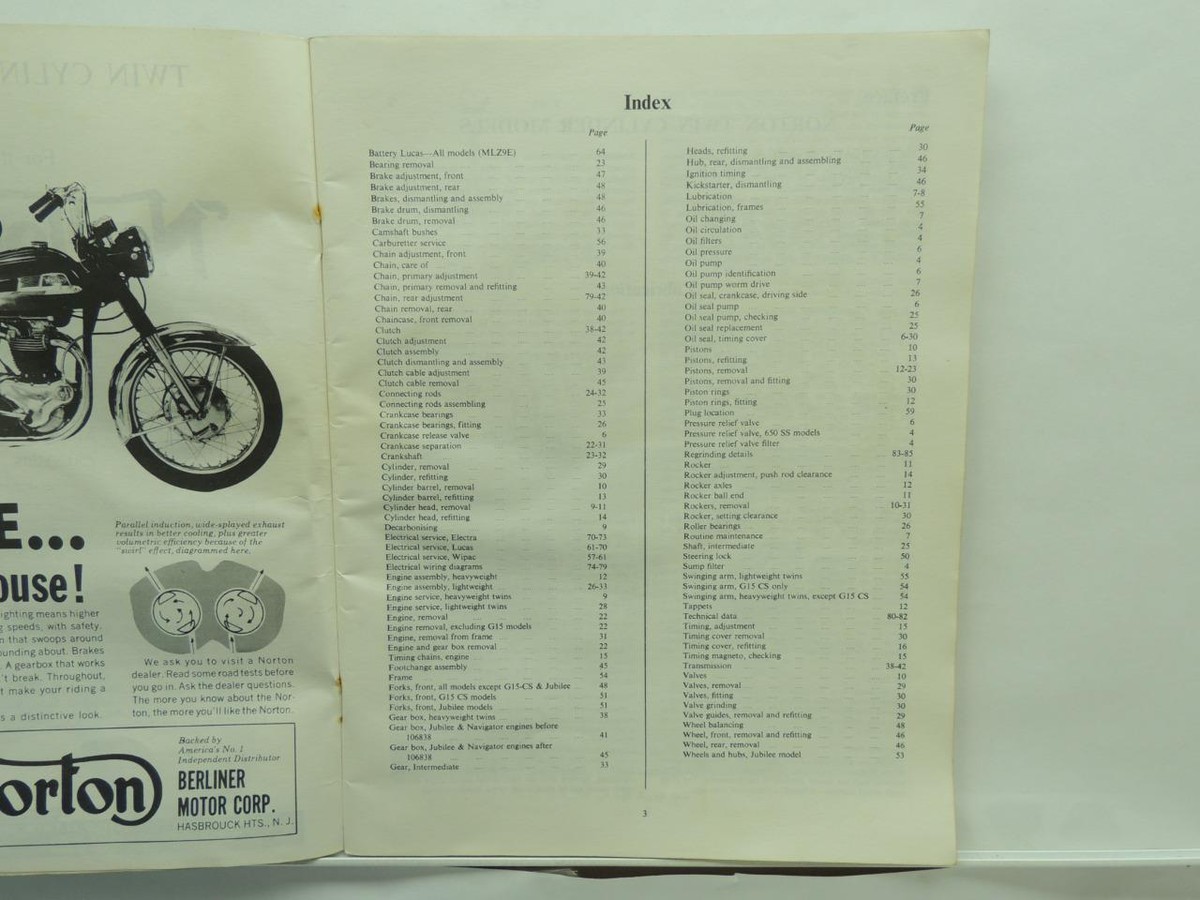 TWIN CYLIN
E...
ouse!
Parallel induction, wide-splayed exhaust
results in better cooling, plus greater
volumetric efficiency because of the
"swirl" effect, diagrammed here.
ighting means higher
g speeds, with safety.
n that swoops around
ounding about. Brakes
A gearbox that works
't break. Throughout,
t make your riding a
s a distinctive look.
We ask you to visit a Norton
dealer. Read some road tests before
you go in. Ask the dealer questions.
The more you know about the Nor-
ton, the more you'll like the Norton.
orton
Backed by
America's No. 1
Independent Distributor
BERLINER
MOTOR CORP.
HASBROUCK HTS., N. J.
Index
Page
Battery Lucas—All models (MLZ9E) 64
Bearing removal 23
Brake adjustment, front 47
Brake adjustment, rear 48
Brakes, dismantling and assembly 48
Brake drum, dismantling 46
Brake drum, removal 46
Camshaft bushes 33
Carburetter service 56
Chain adjustment, front 39
Chain, care of 40
Chain, primary adjustment 39-42
Chain, primary removal and refitting 43
Chain, rear adjustment 79-42
Chain removal, rear 40
Chaincase, front removal 40
Clutch 38-42
Clutch adjustment 42
Clutch assembly 42
Clutch dismantling and assembly 43
Clutch cable adjustment 39
Clutch cable removal 45
Connecting rods 24-32
Connecting rods assembling 25
Crankcase bearings 33
Crankcase bearings, fitting 26
Crankcase release valve 6
Crankcase separation 22-31
Crankshaft 23-32
Cylinder, removal 29
Cylinder, refitting 30
Cylinder barrel, removal 10
Cylinder barrel, refitting 13
Cylinder head, removal 9-11
Cylinder head, refitting 14
Decarbonising 9
Electrical service, Electra 70-73
Electrical service, Lucas 61-70
Electrical service, Wipac 57-61
Electrical wiring diagrams 74-79
Engine assembly, heavyweight 12
Engine assembly, lightweight 26-33
Engine service, heavyweight twins 9
Engine service, lightweight twins 28
Engine, removal 22
Engine removal, excluding G15 models 22
Engine, removal from frame 31
Engine and gear box removal 22
Timing chains, engine 15
Footchange assembly 45
Frame 54
Forks, front, all models except G15-CS & Jubilee 48
Forks, front, G15 CS models 51
Forks, front, Jubilee models 51
Gear box, heavyweight twins 38
Gear box, Jubilee & Navigator engines before
106838 41
Gear box, Jubilee & Navigator engines after
106838 45
Gear, Intermediate 33
Page
Heads, refitting 30
Hub, rear, dismantling and assembling 46
Ignition timing 34
Kickstarter, dismantling 46
Lubrication 7-8
Lubrication, frames 55
Oil changing 7
Oil circulation 4
Oil filters 4
Oil pressure 6
Oil pump 4
Oil pump identification 6
Oil pump worm drive 7
Oil seal, crankcase, driving side 26
Oil seal pump 6
Oil seal pump, checking 25
Oil seal replacement 25
Oil seal, timing cover 6-30
Pistons 10
Pistons, refitting 13
Pistons, removal 12-23
Pistons, removal and fitting 30
Piston rings 30
Piston rings, fitting 12
Plug location 59
Pressure relief valve 6
Pressure relief valve, 650 SS models 4
Pressure relief valve filter 4
Regrinding details 83-85
Rocker 11
Rocker adjustment, push rod clearance 14
Rocker axles 12
Rocker ball end 11
Rockers, removal 10-31
Rocker, setting clearance 30
Roller bearings 26
Routine maintenance 7
Shaft, intermediate 25
Steering lock 50
Sump filter 4
Swinging arm, lightweight twins 55
Swinging arm, G15 CS only 54
Swinging arm, heavyweight twins, except G15 CS 54
Tappets 12
Technical data 80-82
Timing, adjustment 15
Timing cover removal 30
Timing cover, refitting 16
Timing magneto, checking 15
Transmission 38-42
Valves 10
Valves, removal 29
Valves, fitting 30
Valve grinding 30
Valve guides, removal and refitting 29
Wheel balancing 48
Wheel, front, removal and refitting 46
Wheel, rear, removal 46
Wheels and hubs, Jubilee model 53
3